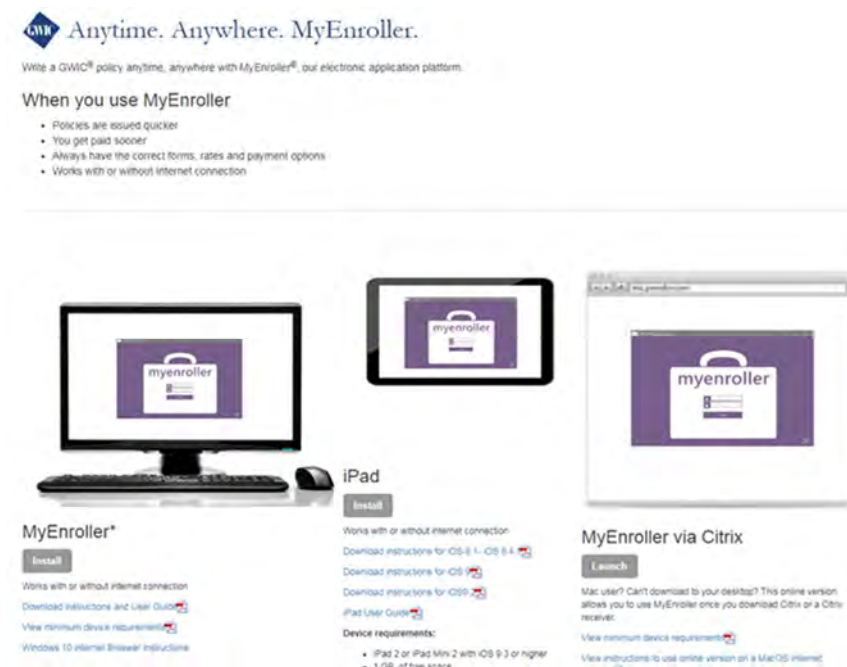 GWIC Anytime. Anywhere. MyEnroller.
Write a GWIC® policy anytime, anywhere with MyEnroller®, our electronic application platform.
When you use MyEnroller
• Policies are issued quicker
• You get paid sooner
• Always have the correct forms, rates and payment options
• Works with or without internet connection
myenroller
myenroller
myenroller
MyEnroller*
Install
Works with or without internet connection
Download instructions and User Guide
View minimum device requirements
Windows 10 Internet Browser Instructions
iPad
Install
Works with or without internet connection
Download instructions for iOS 8.1- iOS 8.4
Download instructions for iOS 9
Download instructions for iOS9.
iPad User Guide
Device requirements:
• iPad 2 or iPad Mini 2 with iOS 9.3 or higher
• 1 GB of free space
MyEnroller via Citrix
Launch
Mac user? Can't download to your desktop? This online version
allows you to use MyEnroller once you download Citrix or a Citrix
receiver.
View minimum device requirements
View instructions to use online version on a MacOS internet